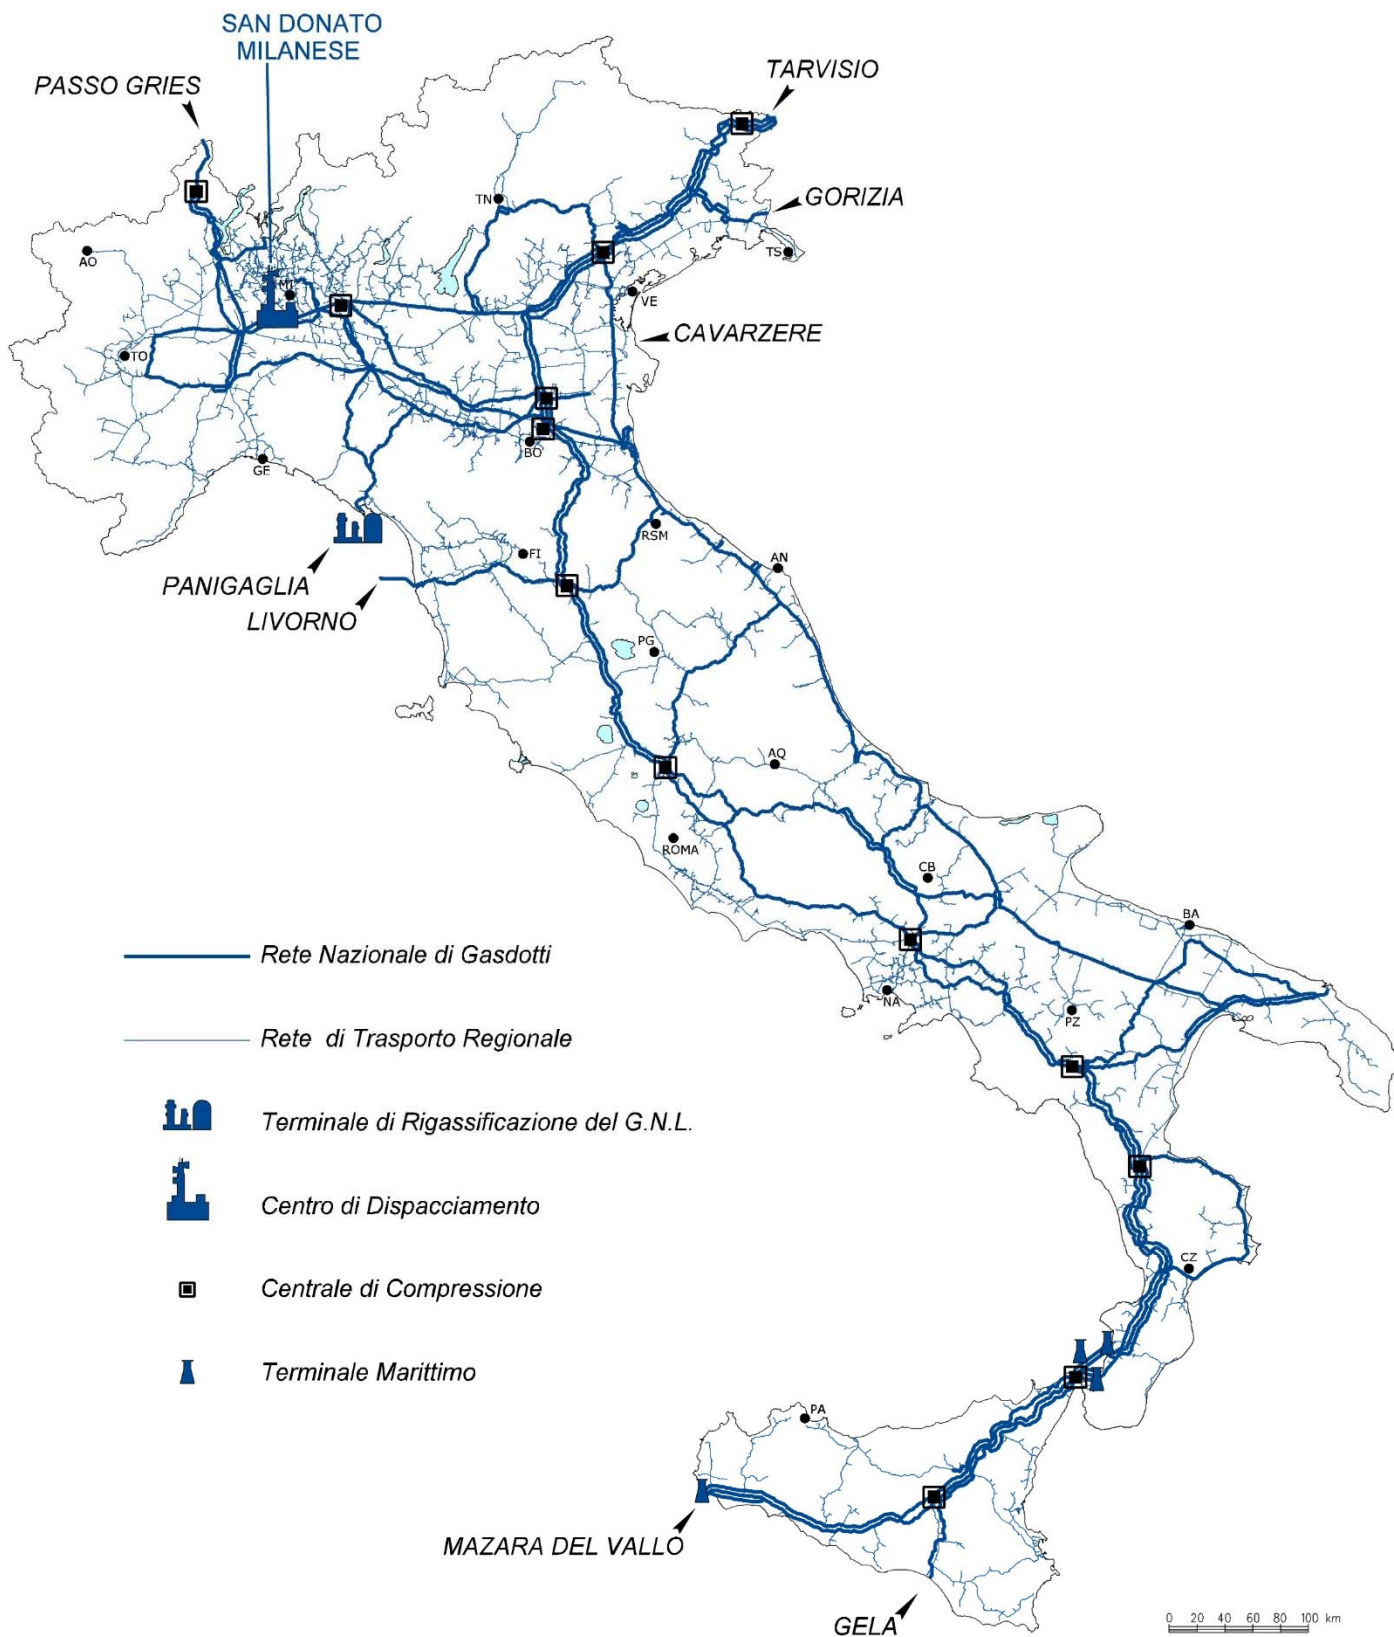 SAN DONATO
MILANESE
PASSO GRIES
TARVISIO
GORIZIA
TN
AO
TS
MI
VE
CAVARZERE
TO
BO
GE
RSM
FI
AN
PANIGAGLIA
LIVORNO
PG
AQ
ROMA
CB
BA
Rete Nazionale di Gasdotti
NA
PZ
Rete di Trasporto Regionale
Terminale di Rigassificazione del G.N.L.
Centro di Dispacciamento
CZ
Centrale di Compressione
Terminale Marittimo
PA
MAZARA DEL VALLO
GELA
0 20 40 60 80 100 km